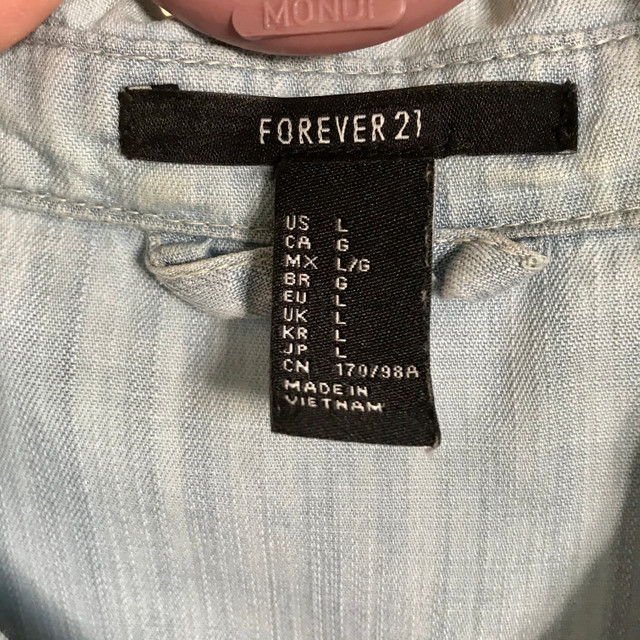 MONDI
FOREVER 21
US L
CA G
MX L/G
BR G
EU L
UK L
KR L
JP L
CN 170/98A
MADE IN
VIETNAM